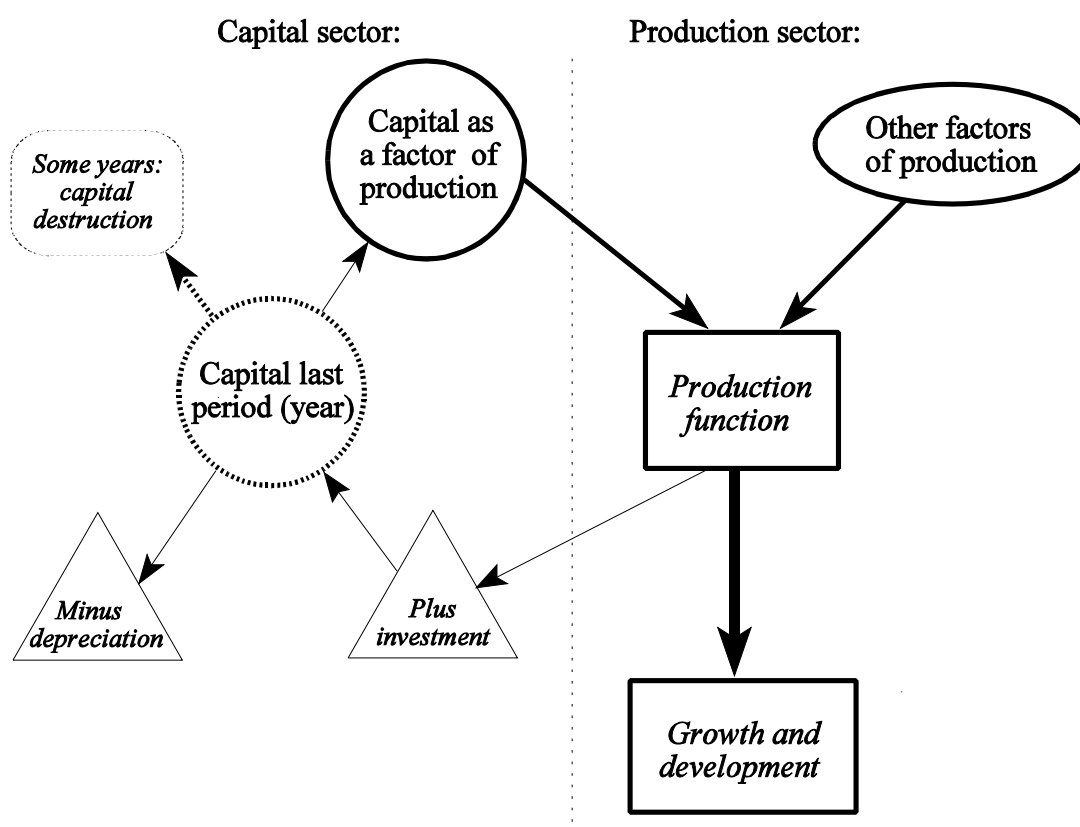 Capital sector:
Production sector:
Capital as
a factor of
production
Other factors
of production
Some years:
capital
destruction
Capital last
period (year)
Production
function
Minus
depreciation
Plus
investment
Growth and
development